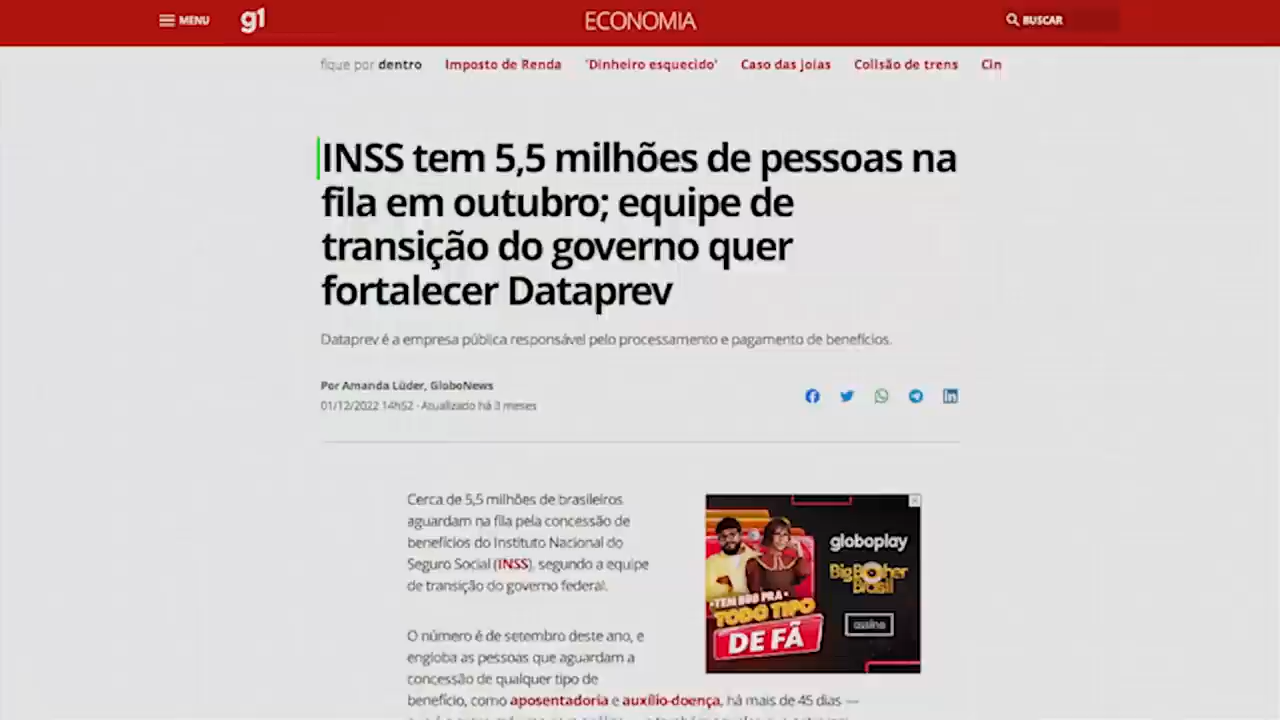 MENU
g1
ECONOMIA
BUSCAR
fique por dentro
Imposto de Renda
'Dinheiro esquecido'
Caso das joias
Colisão de trens
Cin
INSS tem 5,5 milhões de pessoas na
fila em outubro; equipe de
transição do governo quer
fortalecer Dataprev
Dataprev é a empresa pública responsável pelo processamento e pagamento de benefícios.
Por Amanda Lüder, GloboNews
01/12/2022 14h52 · Atualizado há 3 meses
Cerca de 5,5 milhões de brasileiros
aguardam na fila pela concessão de
benefícios do Instituto Nacional do
Seguro Social (INSS), segundo a equipe
de transição do governo federal.
O número é de setembro deste ano, e
engloba as pessoas que aguardam a
concessão de qualquer tipo de
benefício, como aposentadoria e auxílio-doença, há mais de 45 dias —
globoplay
Big Brother
Brasil
assine
TEM BBB PRA
TODO TIPO
DE FÃ